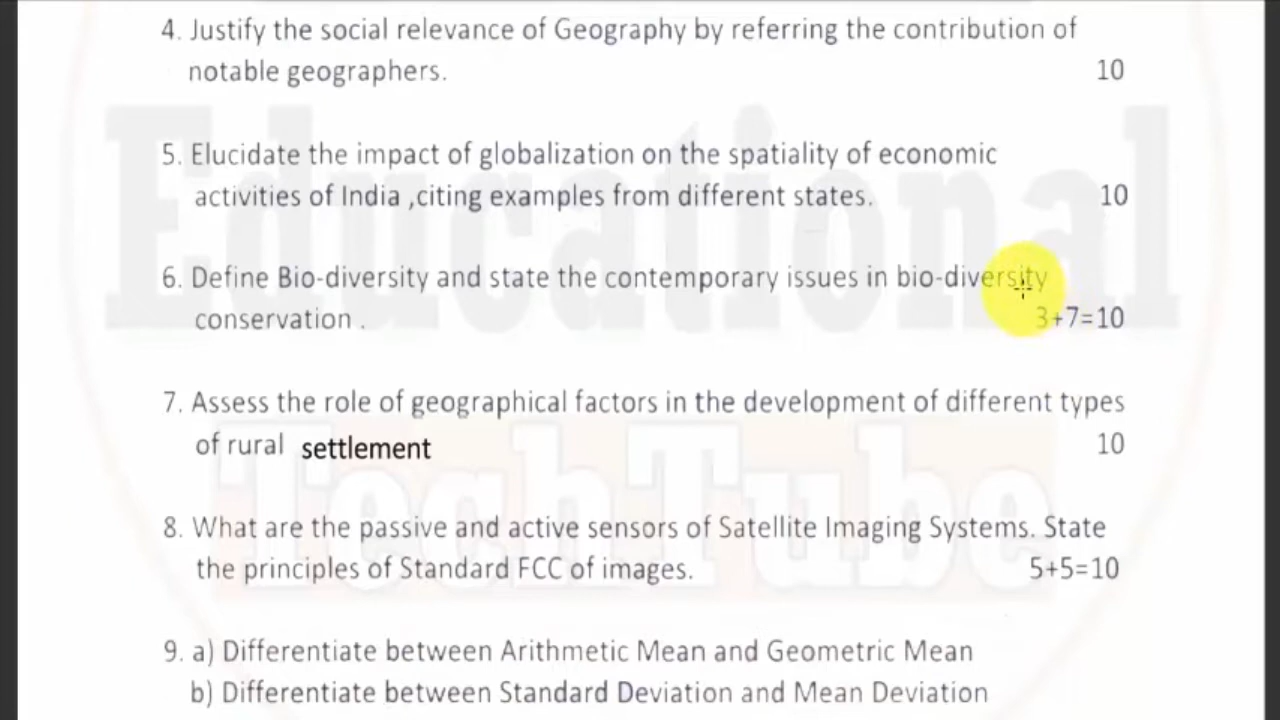 4. Justify the social relevance of Geography by referring the contribution of
notable geographers. 10
5. Elucidate the impact of globalization on the spatiality of economic
activities of India ,citing examples from different states. 10
6. Define Bio-diversity and state the contemporary issues in bio-diversity
conservation . 3+7=10
7. Assess the role of geographical factors in the development of different types
of rural settlement 10
8. What are the passive and active sensors of Satellite Imaging Systems. State
the principles of Standard FCC of images. 5+5=10
9. a) Differentiate between Arithmetic Mean and Geometric Mean
b) Differentiate between Standard Deviation and Mean Deviation
Educational
TechTube